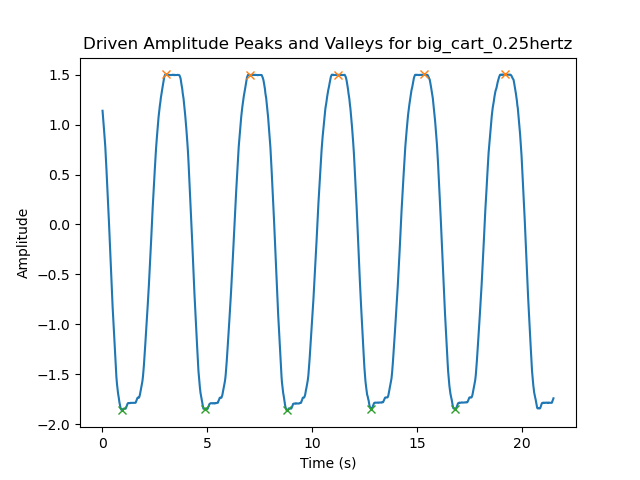 Driven Amplitude Peaks and Valleys for big_cart_0.25hertz
1.5
1.0
0.5
0.0
−0.5
−1.0
−1.5
−2.0
Amplitude
0 5 10 15 20
Time (s)